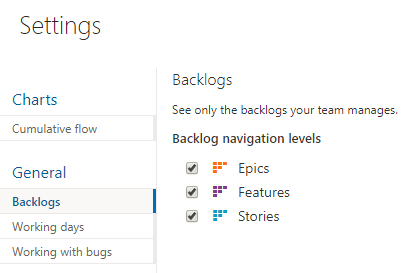 Settings
Charts
Cumulative flow
General
Backlogs
Working days
Working with bugs
Backlogs
See only the backlogs your team manages.
Backlog navigation levels
Epics
Features
Stories